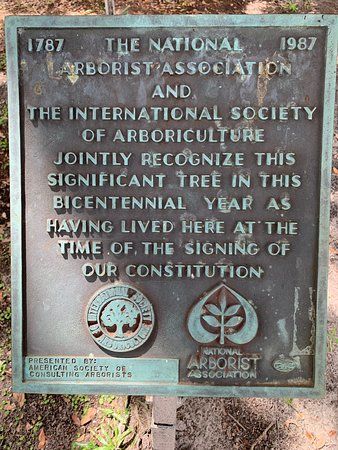 1787 THE NATIONAL 1987
ARBORIST ASSOCIATION
AND
THE INTERNATIONAL SOCIETY
OF ARBORICULTURE
JOINTLY RECOGNIZE THIS
SIGNIFICANT TREE IN THIS
BICENTENNIAL YEAR AS
HAVING LIVED HERE AT THE
TIME OF THE SIGNING OF
OUR CONSTITUTION
NATIONAL
ARBORIST
ASSOCIATION
PRESENTED BY:
AMERICAN SOCIETY OF
CONSULTING ARBORISTS